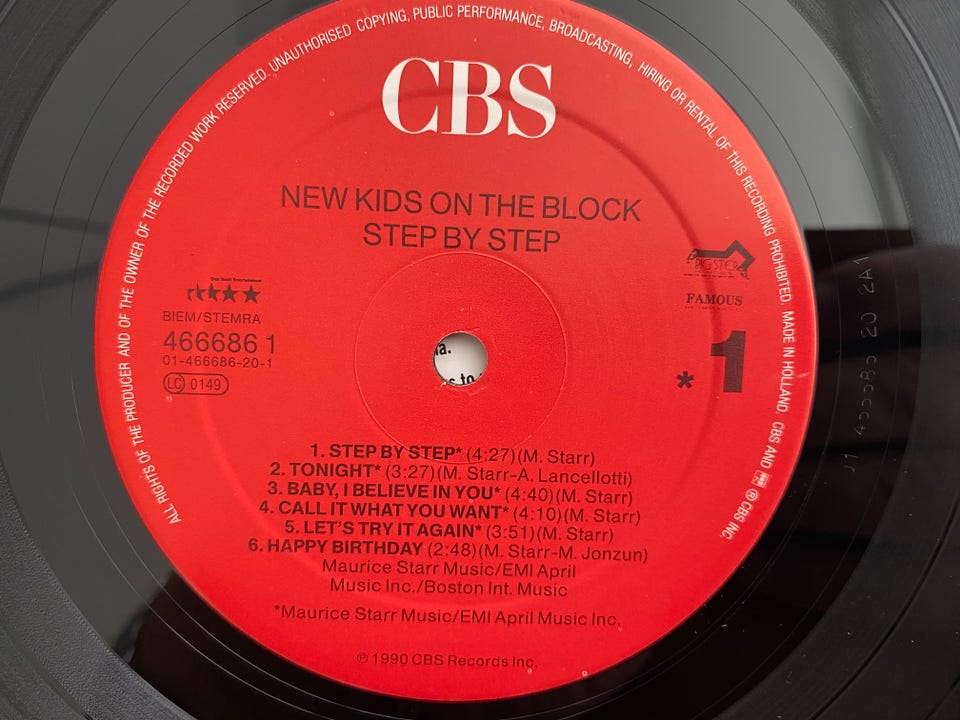 ALL RIGHTS OF THE PRODUCER AND OF THE OWNER OF THE RECORDED WORK RESERVED. UNAUTHORISED COPYING, PUBLIC PERFORMANCE, BROADCASTING, HIRING OR RENTAL OF THIS RECORDING PROHIBITED. MADE IN HOLLAND. CBS AND ® CBS INC.
CBS
NEW KIDS ON THE BLOCK
STEP BY STEP
BIG STEP
FAMOUS
BIEM/STEMRA
466686 1
01-466686-20-1
LC 0149
* 1
a.
s to
1. STEP BY STEP* (4:27)(M. Starr)
2. TONIGHT* (3:27)(M. Starr-A. Lancellotti)
3. BABY, I BELIEVE IN YOU* (4:40)(M. Starr)
4. CALL IT WHAT YOU WANT* (4:10)(M. Starr)
5. LET'S TRY IT AGAIN* (3:51)(M. Starr)
6. HAPPY BIRTHDAY (2:48)(M. Starr-M. Jonzun)
Maurice Starr Music/EMI April
Music Inc./Boston Int. Music
*Maurice Starr Music/EMI April Music Inc.
℗ 1990 CBS Records Inc.